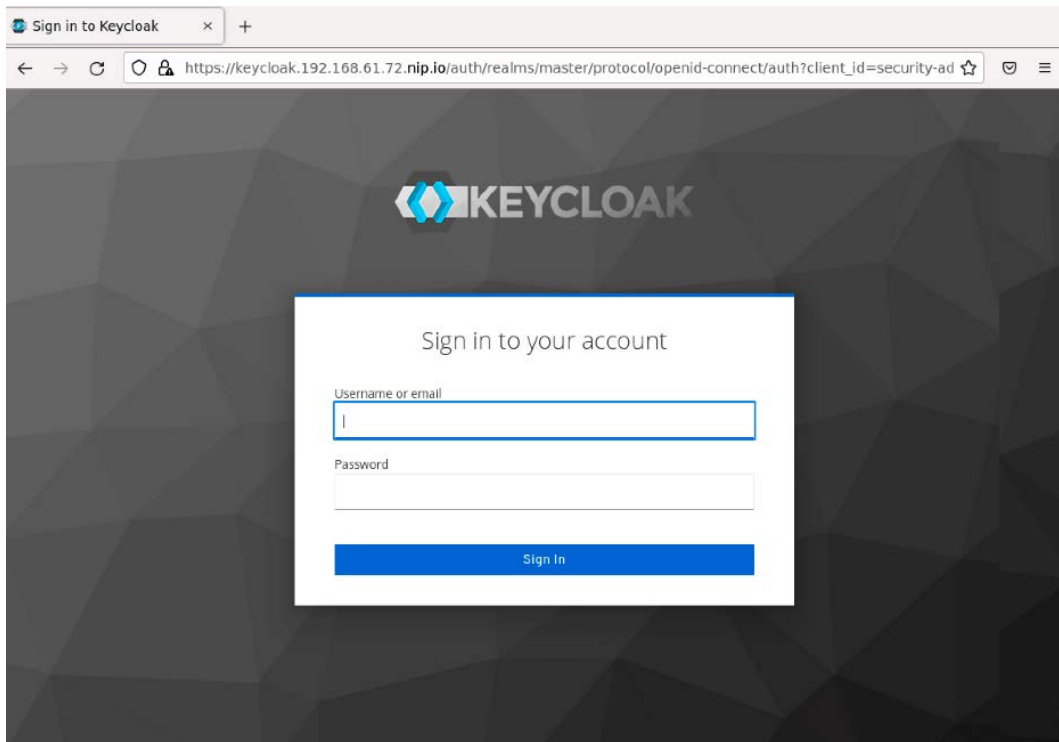 Sign in to Keycloak
https://keycloak.192.168.61.72.nip.io/auth/realms/master/protocol/openid-connect/auth?client_id=security-ad
KEYCLOAK
Sign in to your account
Username or email
Password
Sign In